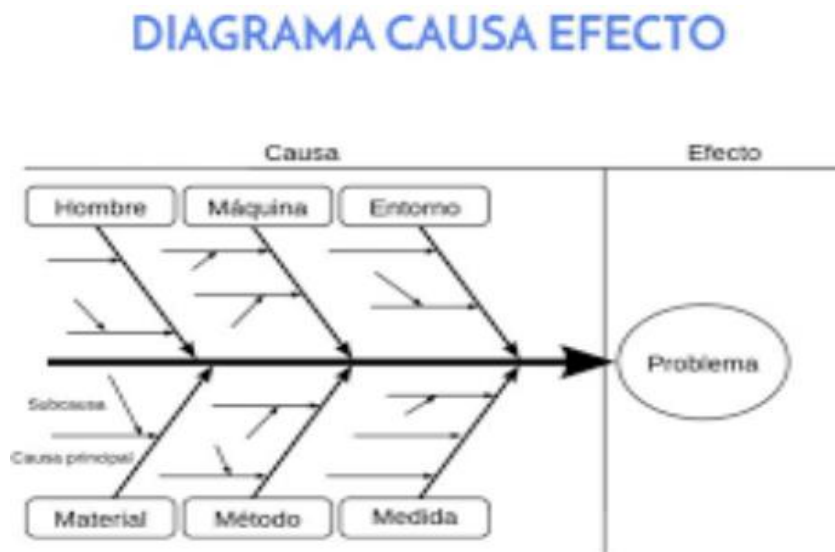 DIAGRAMA CAUSA EFECTO
Causa
Efecto
Hombre
Máquina
Entorno
Problema
Subcausa
Causa principal
Material
Método
Medida